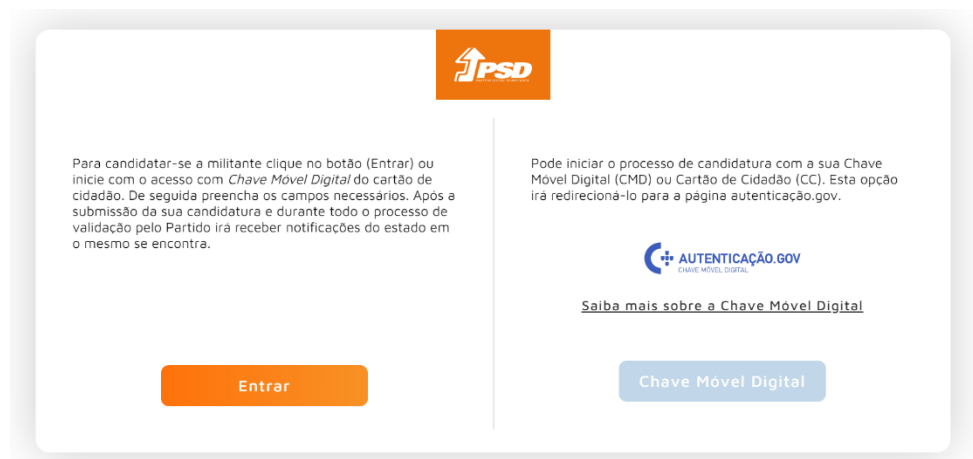 PSD
Para candidatar-se a militante clique no botão (Entrar) ou
inicie com o acesso com Chave Móvel Digital do cartão de
cidadão. De seguida preencha os campos necessários. Após a
submissão da sua candidatura e durante todo o processo de
validação pelo Partido irá receber notificações do estado em
o mesmo se encontra.
Entrar
Pode iniciar o processo de candidatura com a sua Chave
Móvel Digital (CMD) ou Cartão de Cidadão (CC). Esta opção
irá redirecioná-lo para a página autenticação.gov.
AUTENTICAÇÃO.GOV
CHAVE MÓVEL DIGITAL
Saiba mais sobre a Chave Móvel Digital
Chave Móvel Digital